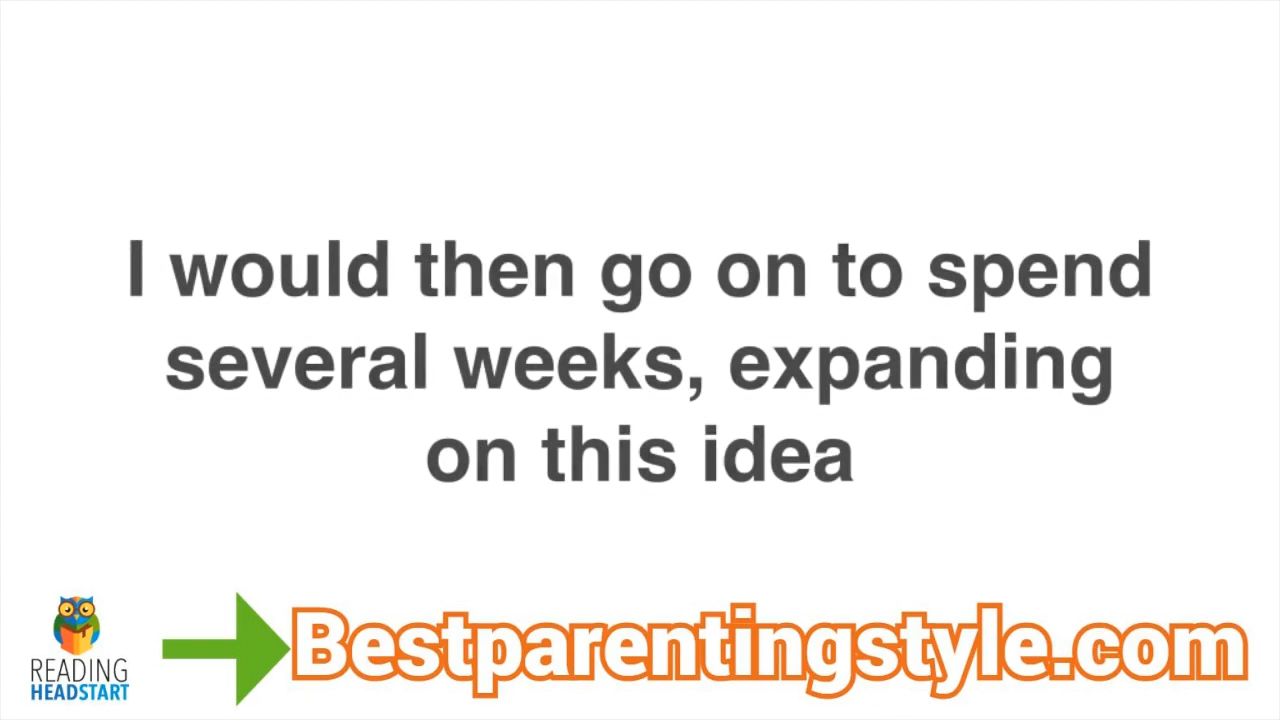 I would then go on to spend
several weeks, expanding
on this idea
READING
HEADSTART
Bestparentingstyle.com